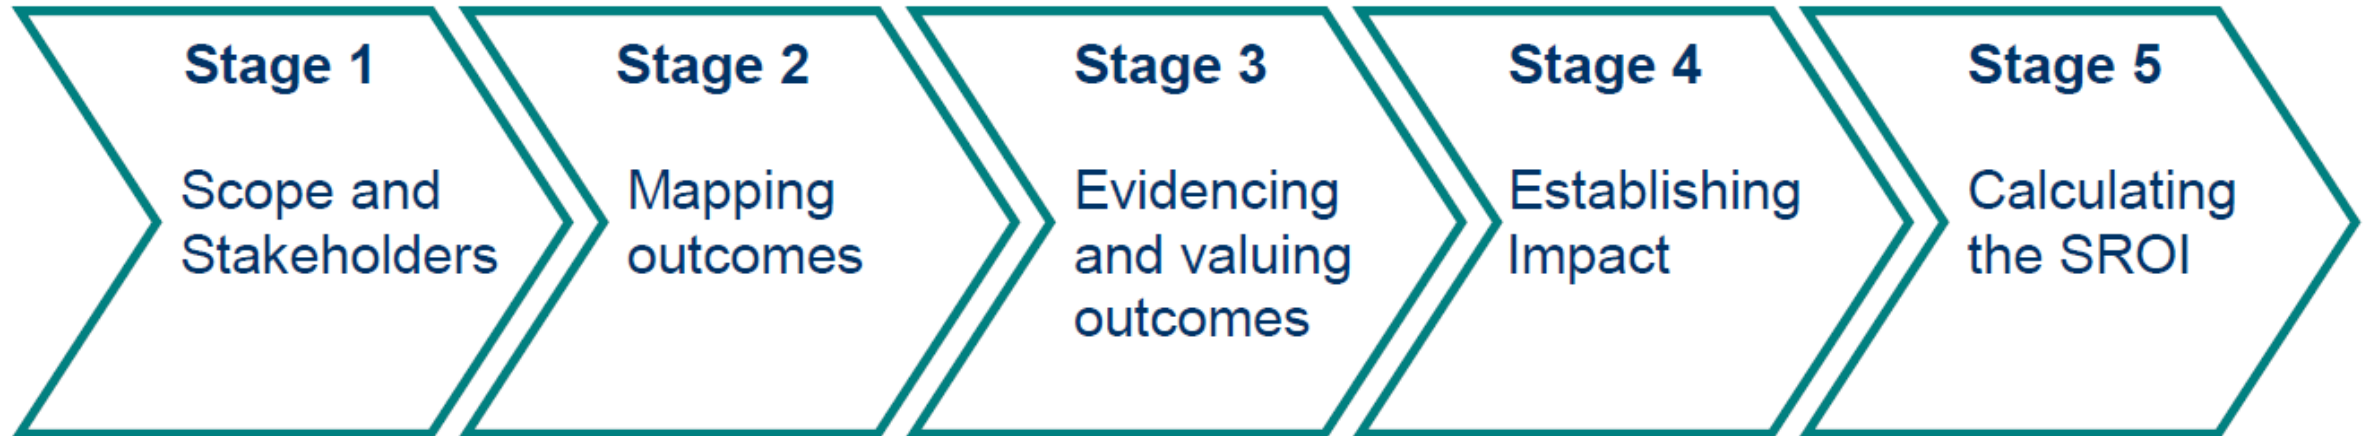 Stage 1
Scope and
Stakeholders
Stage 2
Mapping
outcomes
Stage 3
Evidencing
and valuing
outcomes
Stage 4
Establishing
Impact
Stage 5
Calculating
the SROI